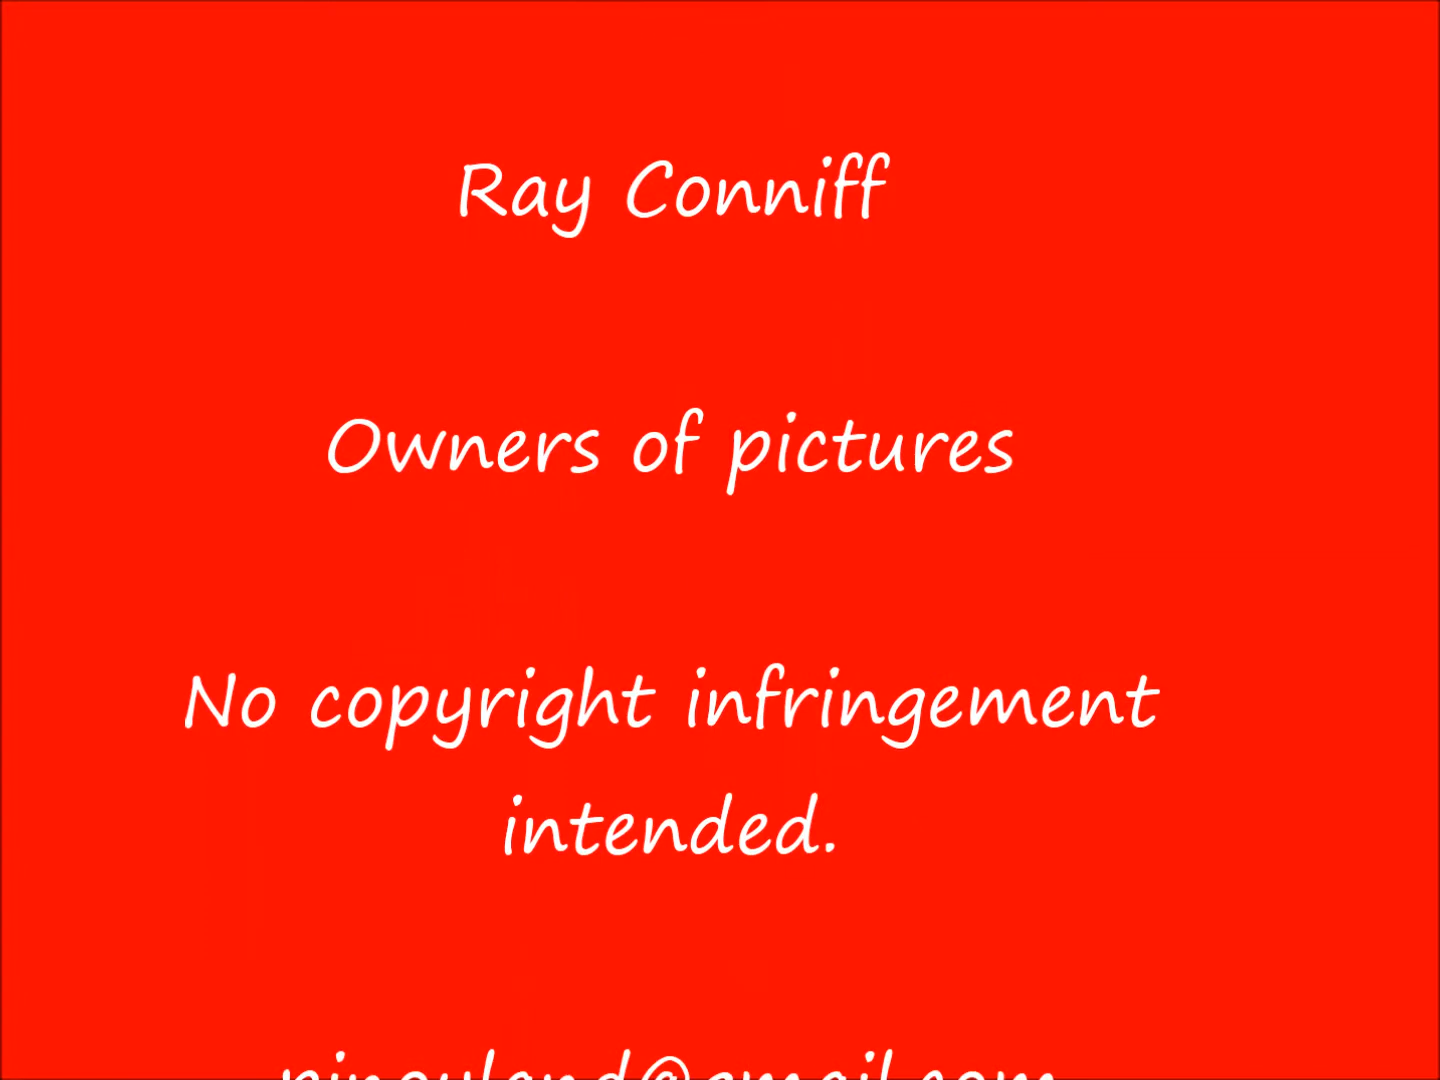 Ray Conniff
Owners of pictures
No copyright infringement
intended.